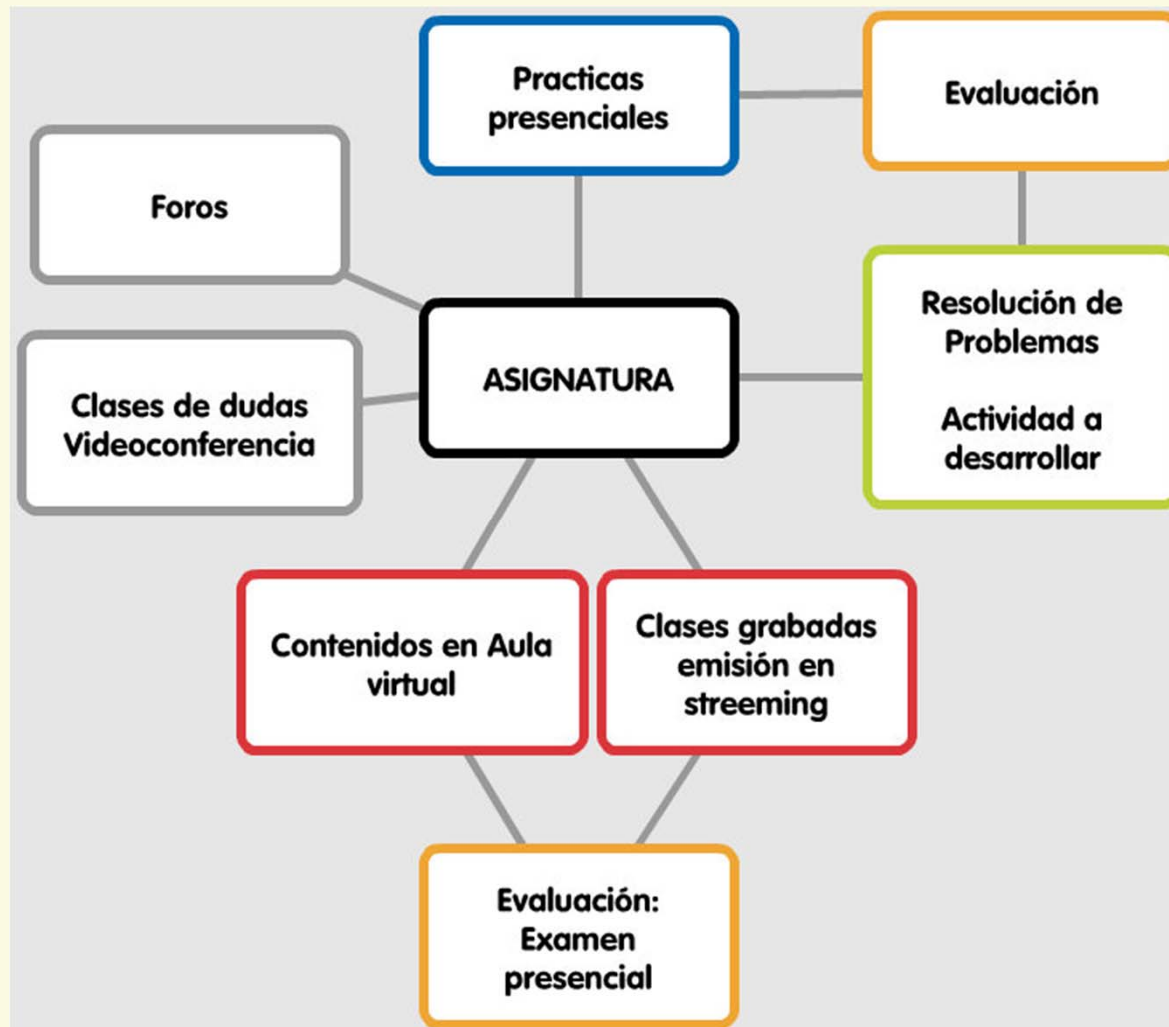 Practicas
presenciales
Evaluación
Foros
Resolución de
Problemas
Actividad a
desarrollar
ASIGNATURA
Clases de dudas
Videoconferencia
Contenidos en Aula
virtual
Clases grabadas
emisión en
streeming
Evaluación:
Examen
presencial